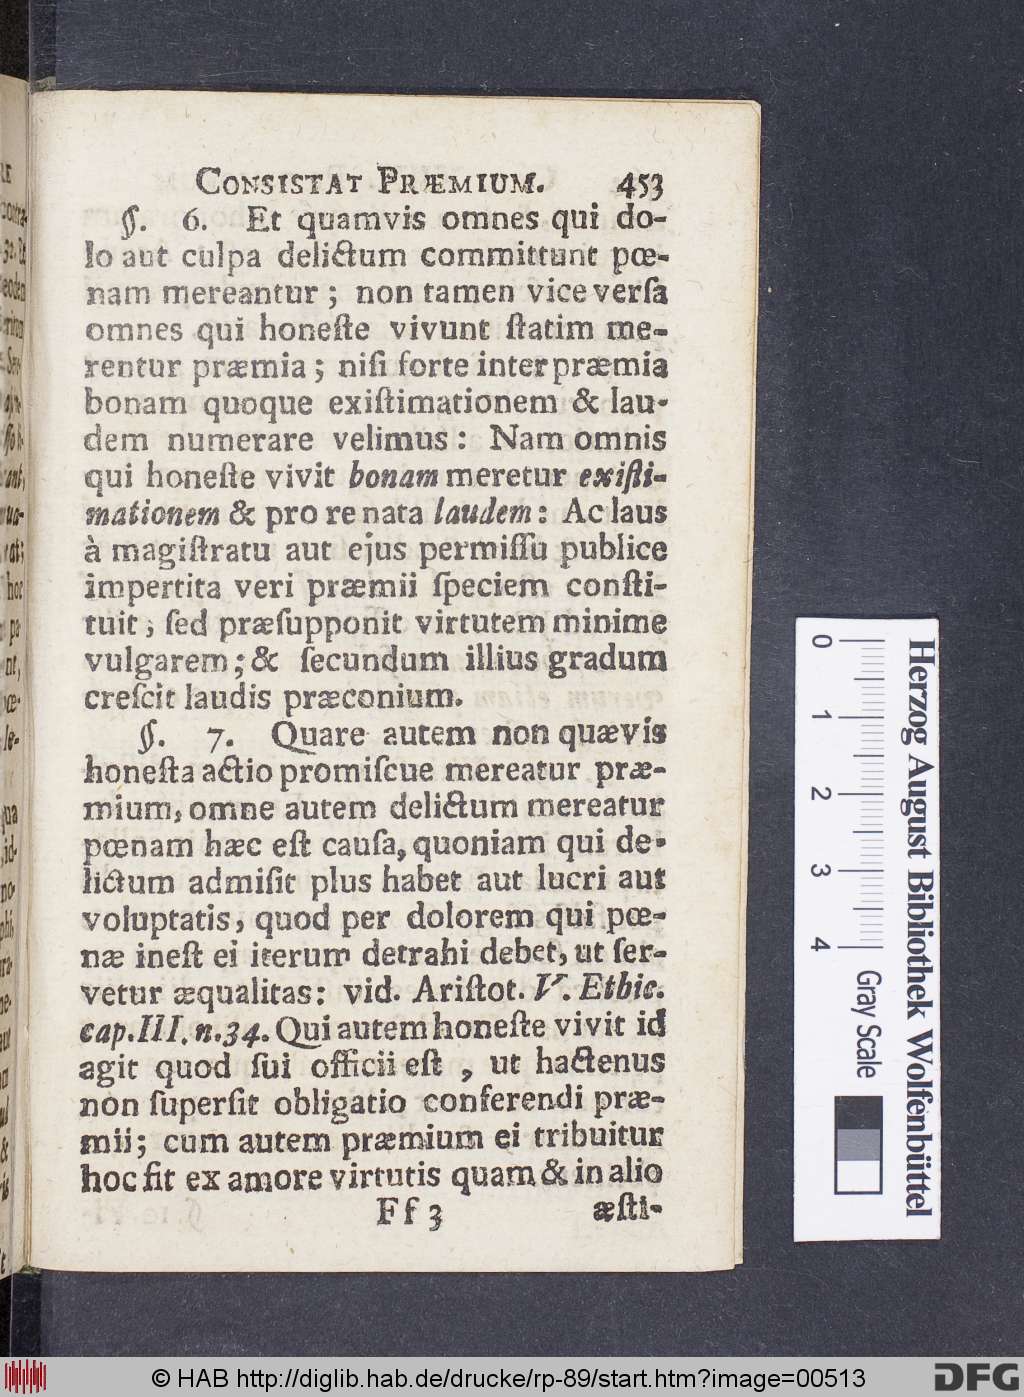 CONSISTAT PRÆMIUM. 453
§. 6. Et quamvis omnes qui do-
lo aut culpa delictum committunt pœ-
nam mereantur; non tamen vice verſa
omnes qui honeſte vivunt ſtatim me-
rentur præmia; niſi forte inter præmia
bonam quoque exiſtimationem & lau-
dem numerare velimus: Nam omnis
qui honeſte vivit bonam meretur exiſti-
mationem & pro re nata laudem: Ac laus
à magiſtratu aut ejus permiſſu publice
impertita veri præmii ſpeciem conſti-
tuit, ſed præſupponit virtutem minime
vulgarem; & ſecundum illius gradum
creſcit laudis præconium.
§. 7. Quare autem non quævis
honeſta actio promiſcue mereatur præ-
mium, omne autem delictum mereatur
pœnam hæc eſt cauſa, quoniam qui de-
lictum admiſit plus habet aut lucri aut
voluptatis, quod per dolorem qui pœ-
næ ineſt ei iterum detrahi debet, ut ſer-
vetur æqualitas: vid. Ariſtot. V. Ethic.
cap. III. n. 34. Qui autem honeſte vivit id
agit quod ſui officii eſt, ut hactenus
non ſuperſit obligatio conferendi præ-
mii; cum autem præmium ei tribuitur
hoc fit ex amore virtutis quam & in alio
Ff 3 æſti-
0 1 2 3 4
Gray Scale
Herzog August Bibliothek Wolfenbüttel
© HAB http://diglib.hab.de/drucke/rp-89/start.htm?image=00513
DFG